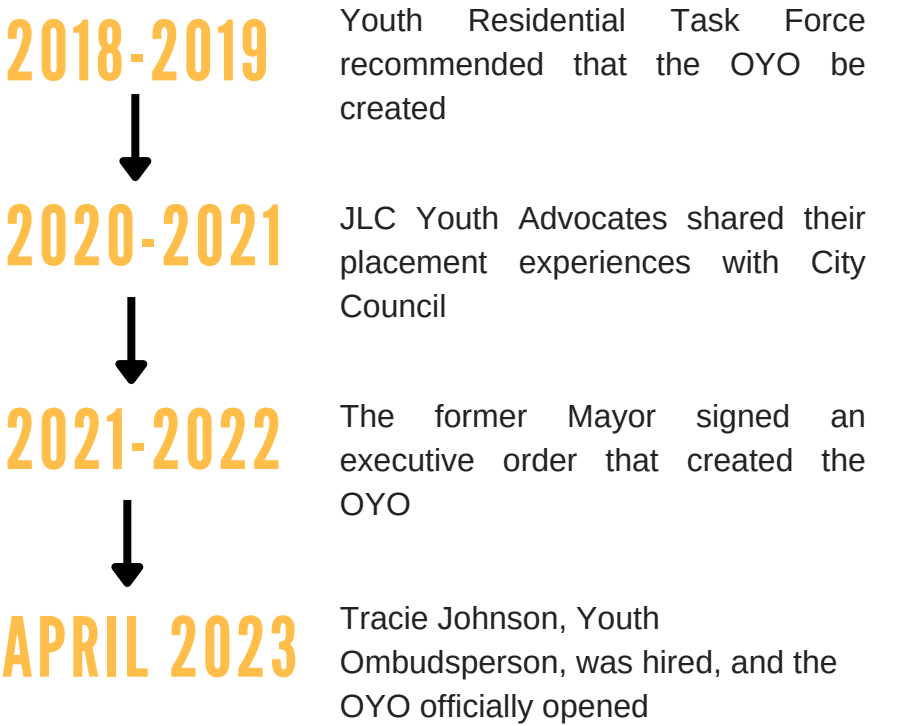 2018-2019
Youth Residential Task Force
recommended that the OYO be
created
2020-2021
JLC Youth Advocates shared their
placement experiences with City
Council
2021-2022
The former Mayor signed an
executive order that created the
OYO
APRIL 2023
Tracie Johnson, Youth
Ombudsperson, was hired, and the
OYO officially opened